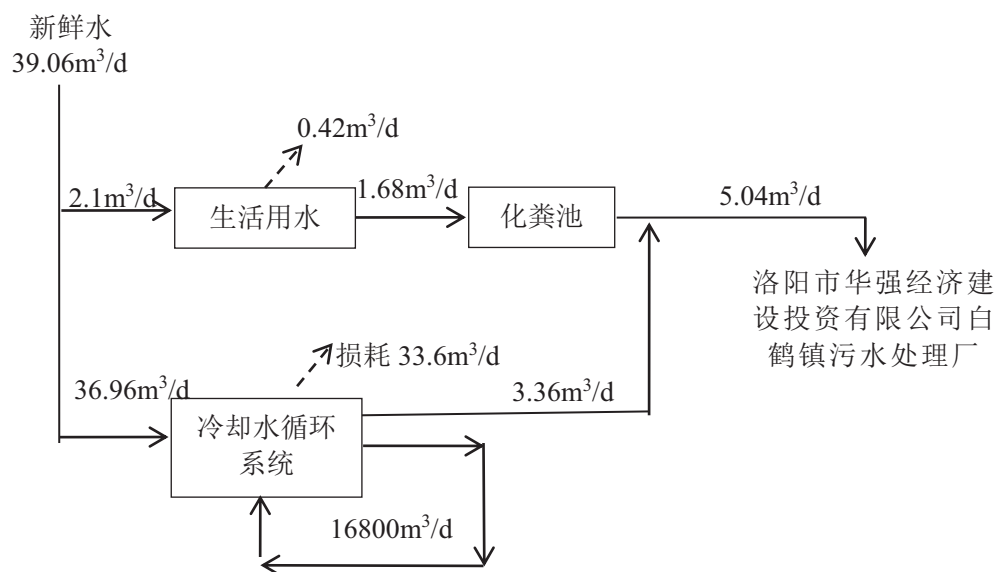 新鲜水
39.06m³/d
0.42m³/d
2.1m³/d
生活用水
1.68m³/d
化粪池
5.04m³/d
洛阳市华强经济建
设投资有限公司白
鹤镇污水处理厂
损耗 33.6m³/d
36.96m³/d
冷却水循环
系统
3.36m³/d
16800m³/d